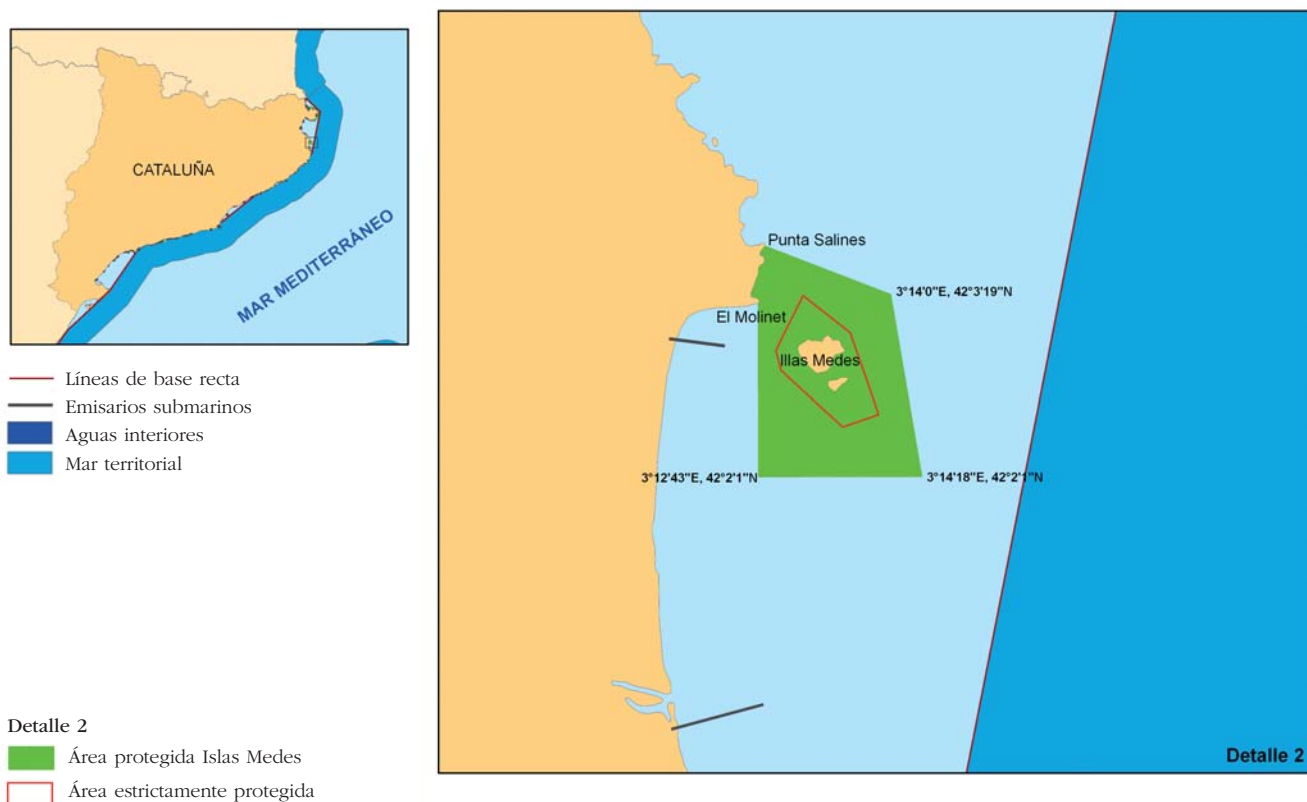 CATALUÑA
MAR MEDITERRÁNEO
Líneas de base recta
Emisarios submarinos
Aguas interiores
Mar territorial
Detalle 2
Área protegida Islas Medes
Área estrictamente protegida
Punta Salines
3°14'0"E, 42°3'19"N
El Molinet
Illas Medes
3°12'43"E, 42°2'1"N
3°14'18"E, 42°2'1"N
Detalle 2